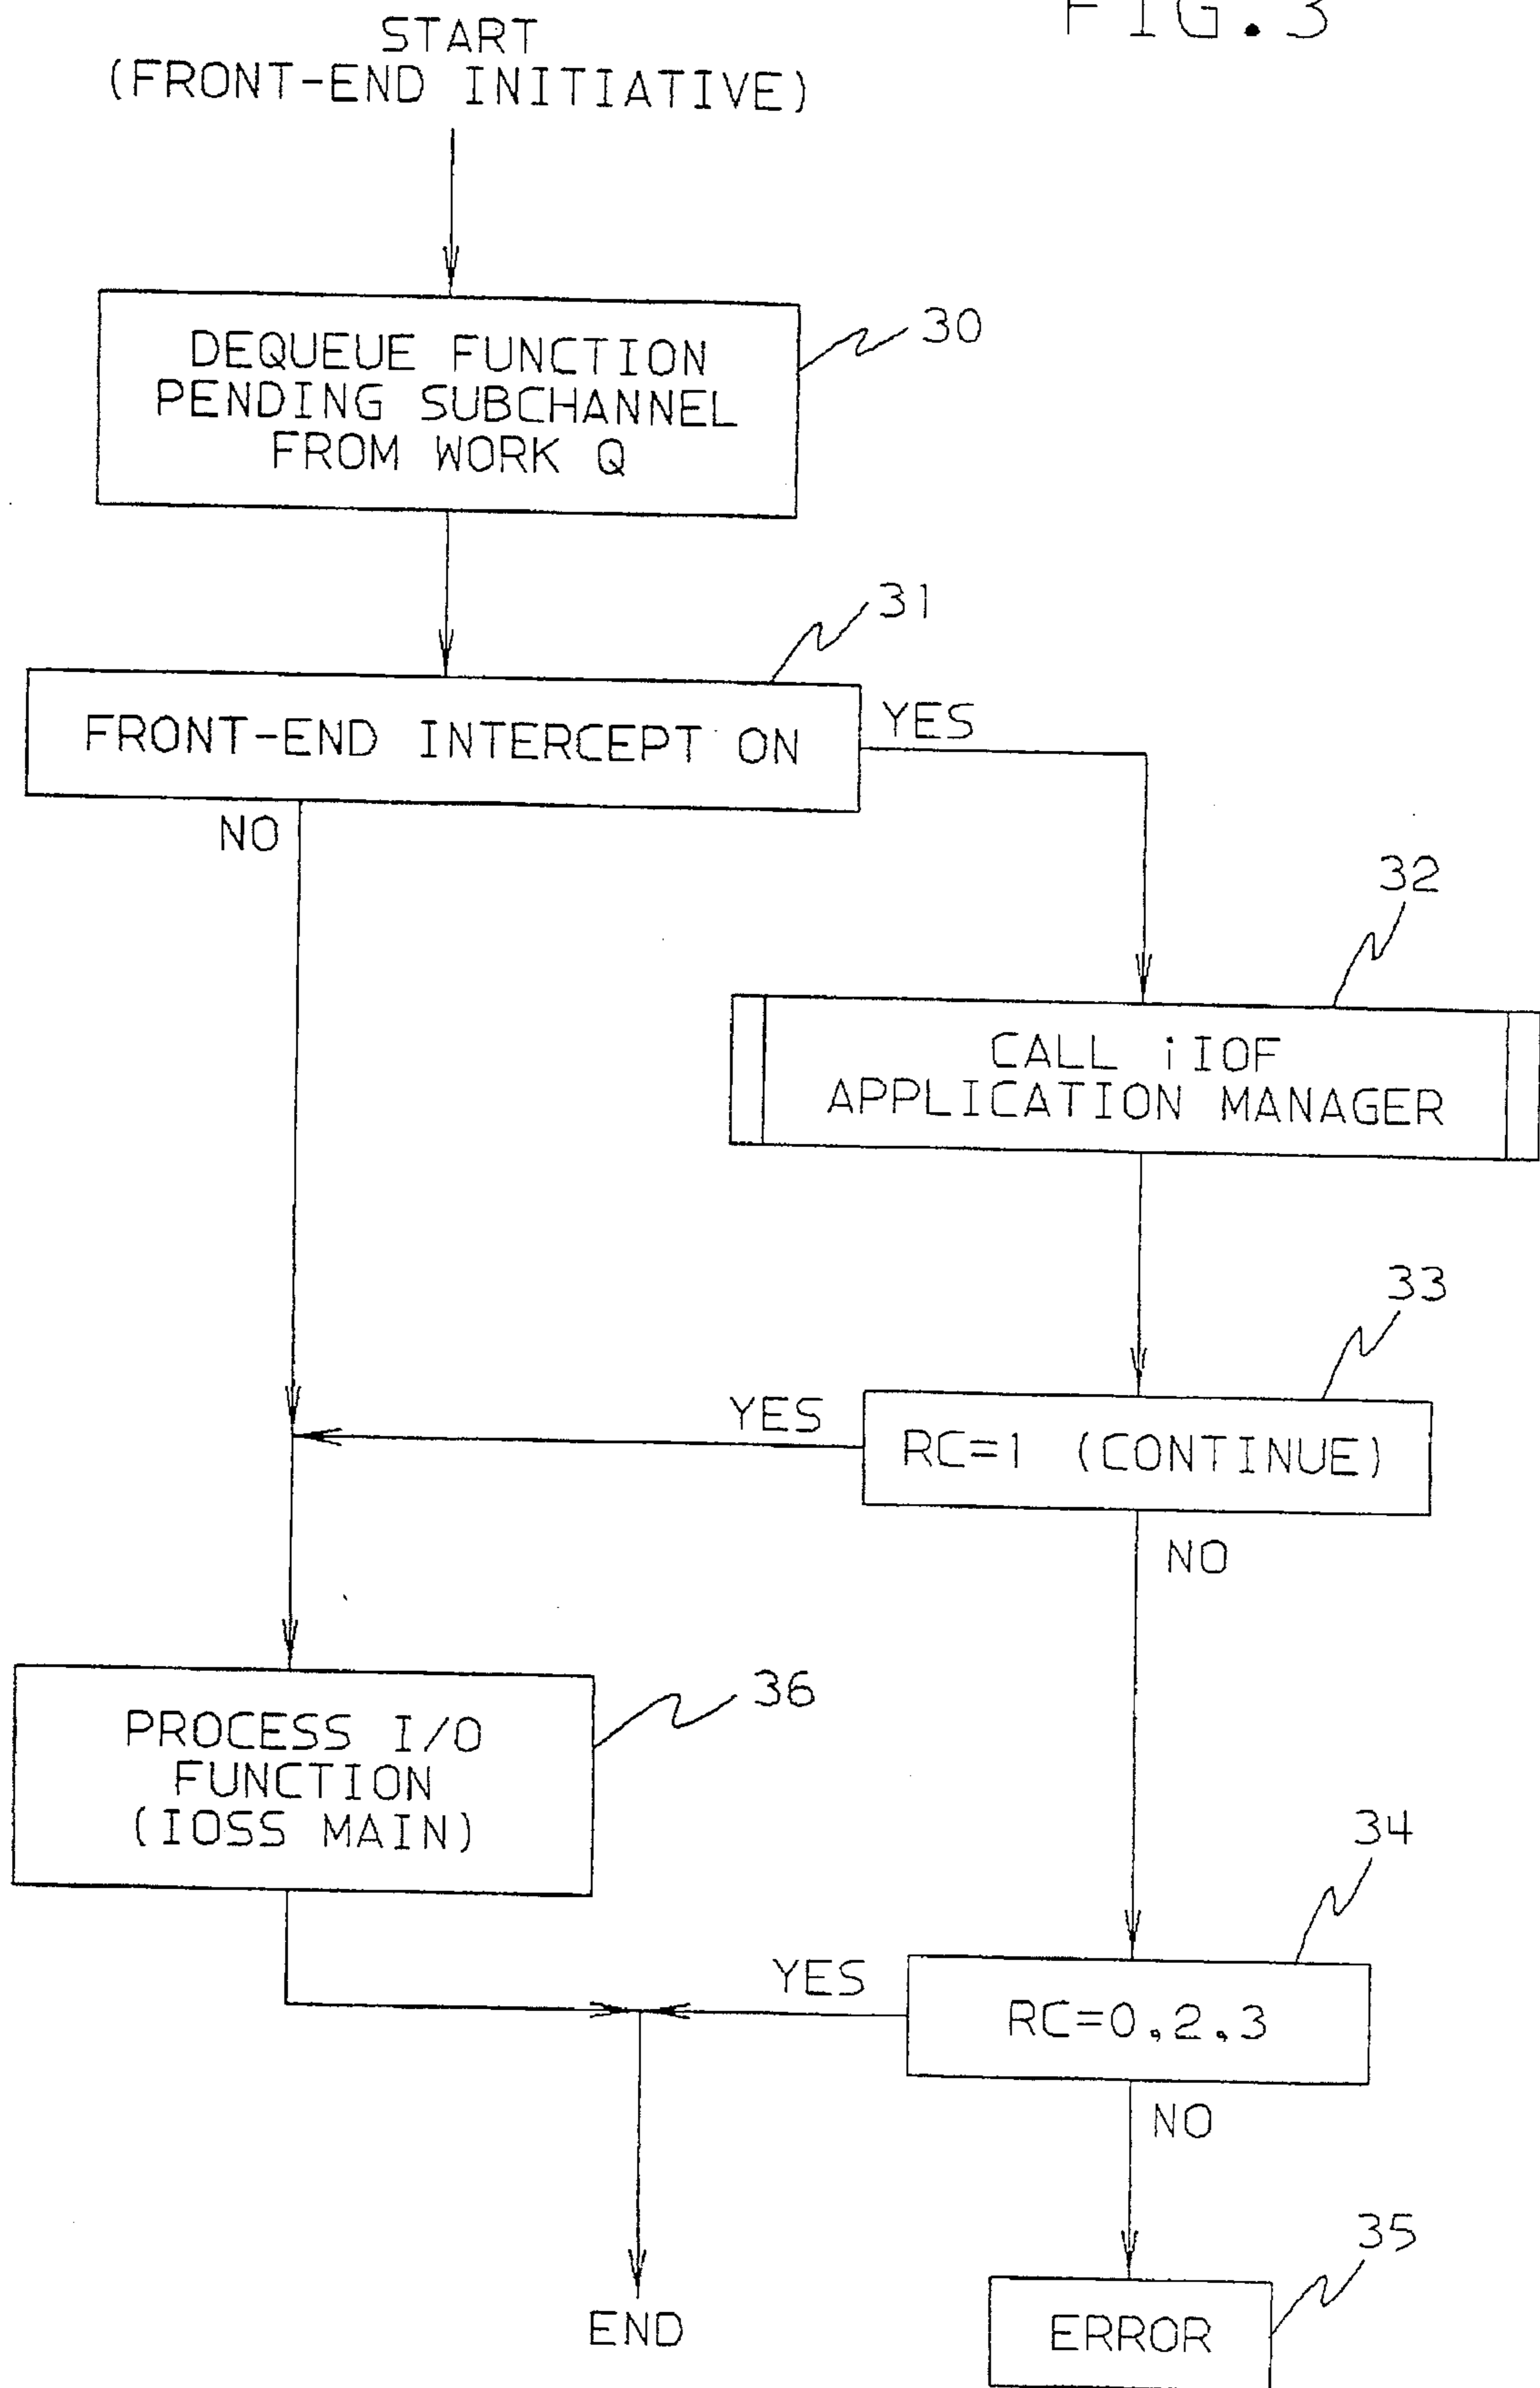 FIG.3
START
(FRONT-END INITIATIVE)
30
DEQUEUE FUNCTION
PENDING SUBCHANNEL
FROM WORK Q
31
FRONT-END INTERCEPT ON
YES
NO
32
CALL iIOF
APPLICATION MANAGER
33
YES
RC=1 (CONTINUE)
NO
36
PROCESS I/O
FUNCTION
(IOSS MAIN)
34
YES
RC=0,2,3
NO
35
END
ERROR